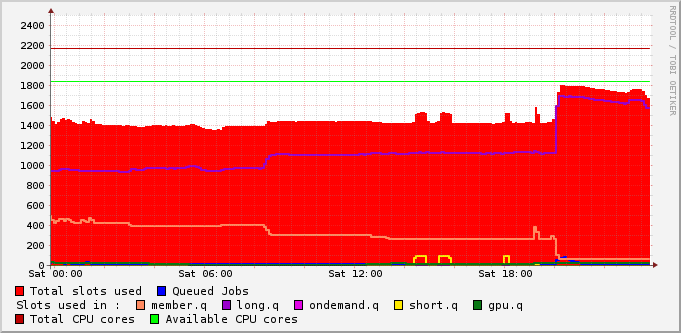 RRDTOOL / TOBI OETIKER
2400
2200
2000
1800
1600
1400
1200
1000
800
600
400
200
0
Sat 00:00 Sat 06:00 Sat 12:00 Sat 18:00
Total slots used Queued Jobs
Slots used in : member.q long.q ondemand.q short.q gpu.q
Total CPU cores Available CPU cores